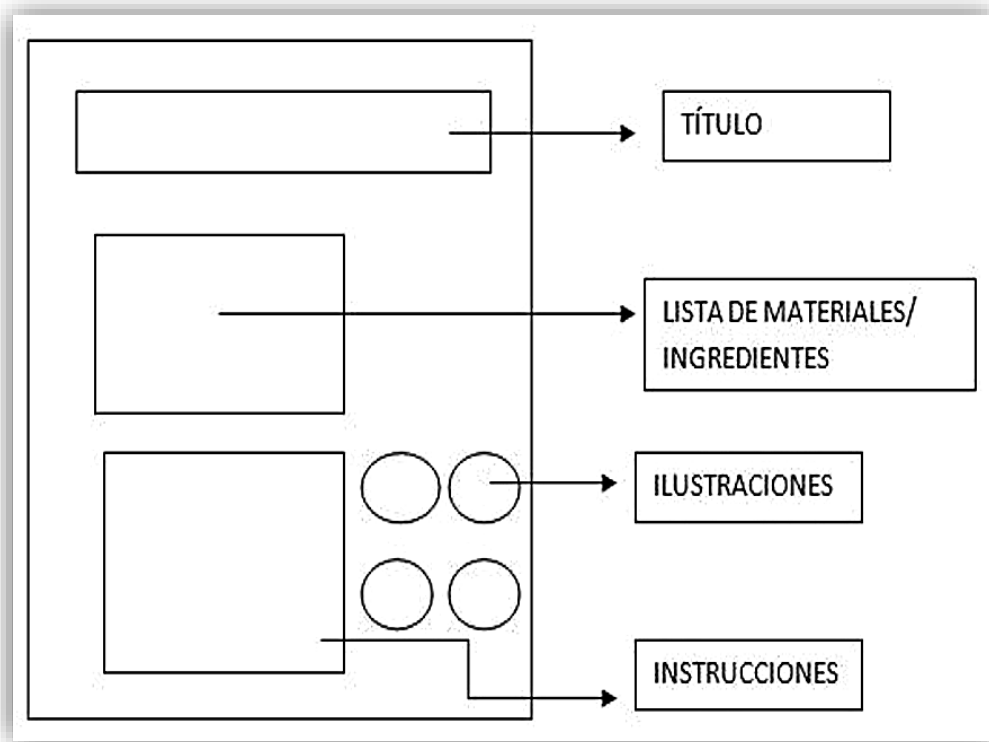 TÍTULO
LISTA DE MATERIALES/
INGREDIENTES
ILUSTRACIONES
INSTRUCCIONES